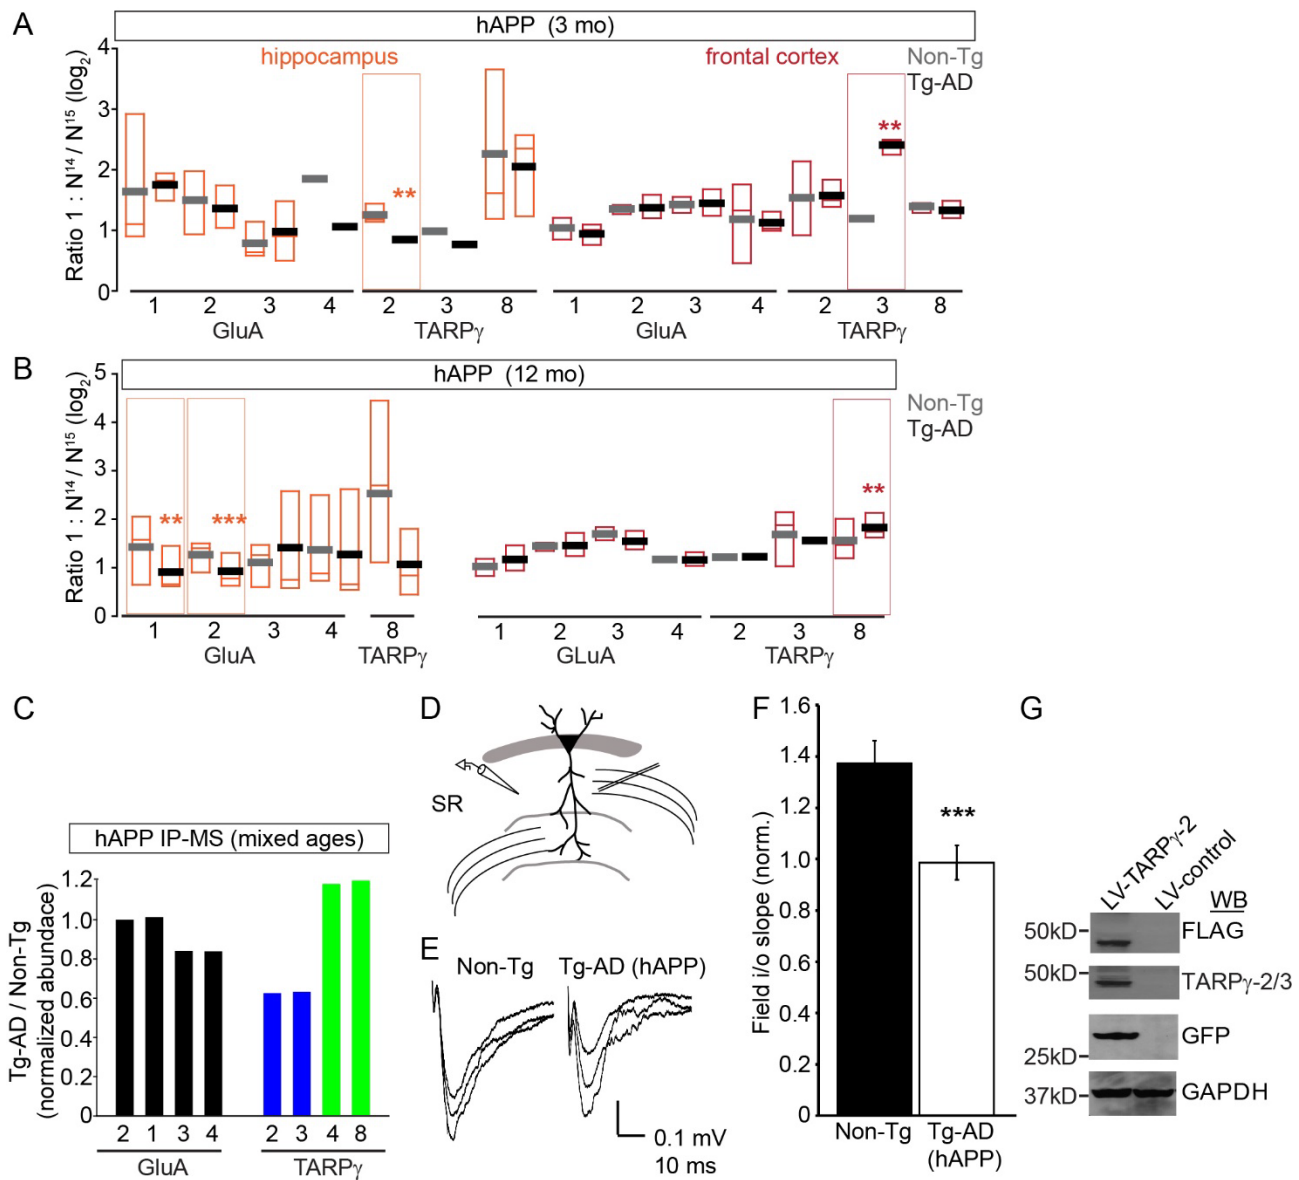 A
hAPP (3 mo)
hippocampus
frontal cortex
Non-Tg
Tg-AD
Ratio 1 : N¹⁴ / N¹⁵ (log₂)
4
3
2
1
0
**
**
1 2 3 4 2 3 8 1 2 3 4 2 3 8
GluA TARPγ GluA TARPγ
B
hAPP (12 mo)
Non-Tg
Tg-AD
Ratio 1 : N¹⁴ / N¹⁵ (log₂)
5
4
3
2
1
0
** *** **
1 2 3 4 8 1 2 3 4 2 3 8
GluA TARPγ GLuA TARPγ
C
hAPP IP-MS (mixed ages)
Tg-AD / Non-Tg
(normalized abundace)
1.2
1.0
0.8
0.6
0.4
0.2
0
2 1 3 4 2 3 4 8
GluA TARPγ
D
SR
E
Non-Tg Tg-AD (hAPP)
0.1 mV
10 ms
F
Field i/o slope (norm.)
1.6
1.4
1.2
1.0
0.8
0.6
0.4
0.2
0
***
Non-Tg Tg-AD
(hAPP)
G
LV-TARPγ-2
LV-control
WB
50kD FLAG
50kD TARPγ-2/3
GFP
25kD
37kD GAPDH